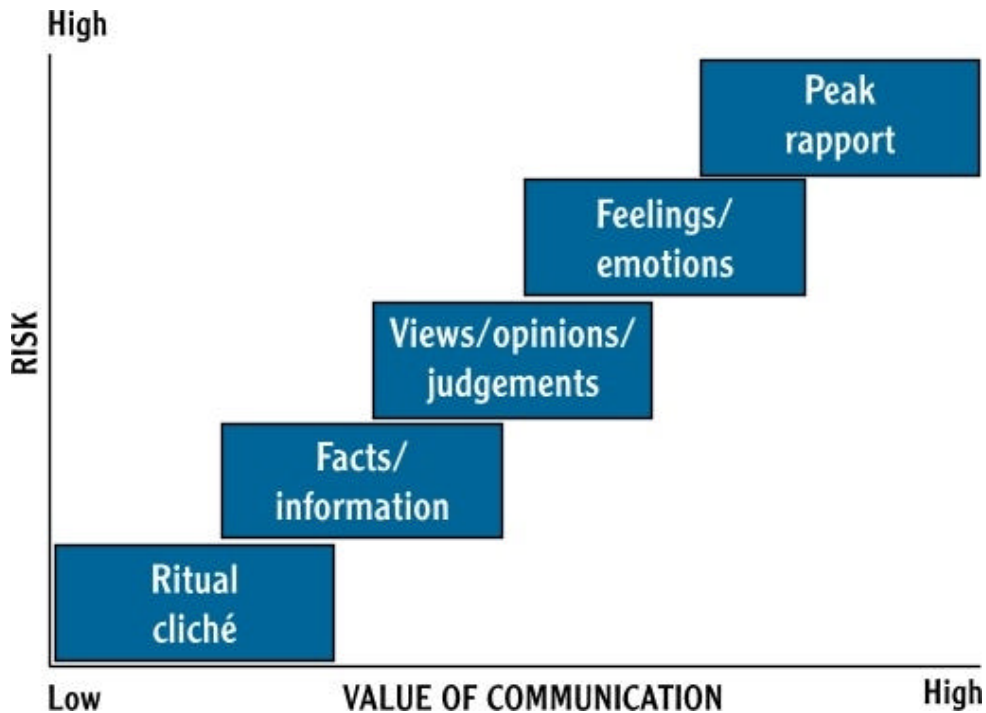 High
Peak
rapport
Feelings/
emotions
RISK
Views/opinions/
judgements
Facts/
information
Ritual
cliché
Low VALUE OF COMMUNICATION High